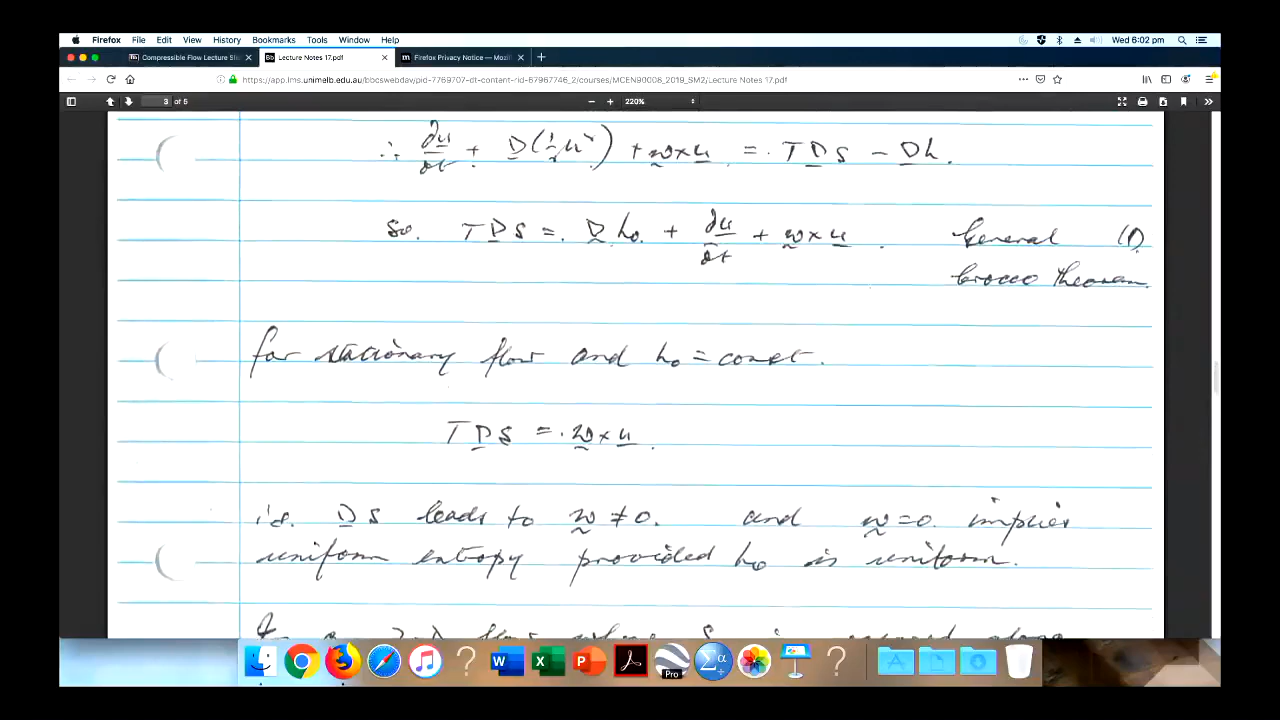 Firefox File Edit View History Bookmarks Tools Window Help Wed 6:02 pm
Compressible Flow Lecture Sli Lecture Notes 17.pdf Firefox Privacy Notice — Mozil
https://app.lms.unimelb.edu.au/bbcswebdav/pid-7769707-dt-content-rid-67967746_2/courses/MCEN90008_2019_SM2/Lecture Notes 17.pdf
3 of 5 220%
∴ ∂u/∂t + D(½u²) + w×u = T D S − D h.
So. T D S = D h₀ + ∂u/∂t + w×u. General (1)
Crocco Theorem.
for stationary flow and h₀ = const.
T D S = w×u.
i.e. D S leads to w ≠ 0. and w = 0. implies
uniform entropy provided h₀ is uniform.
W X P A Pro Σα